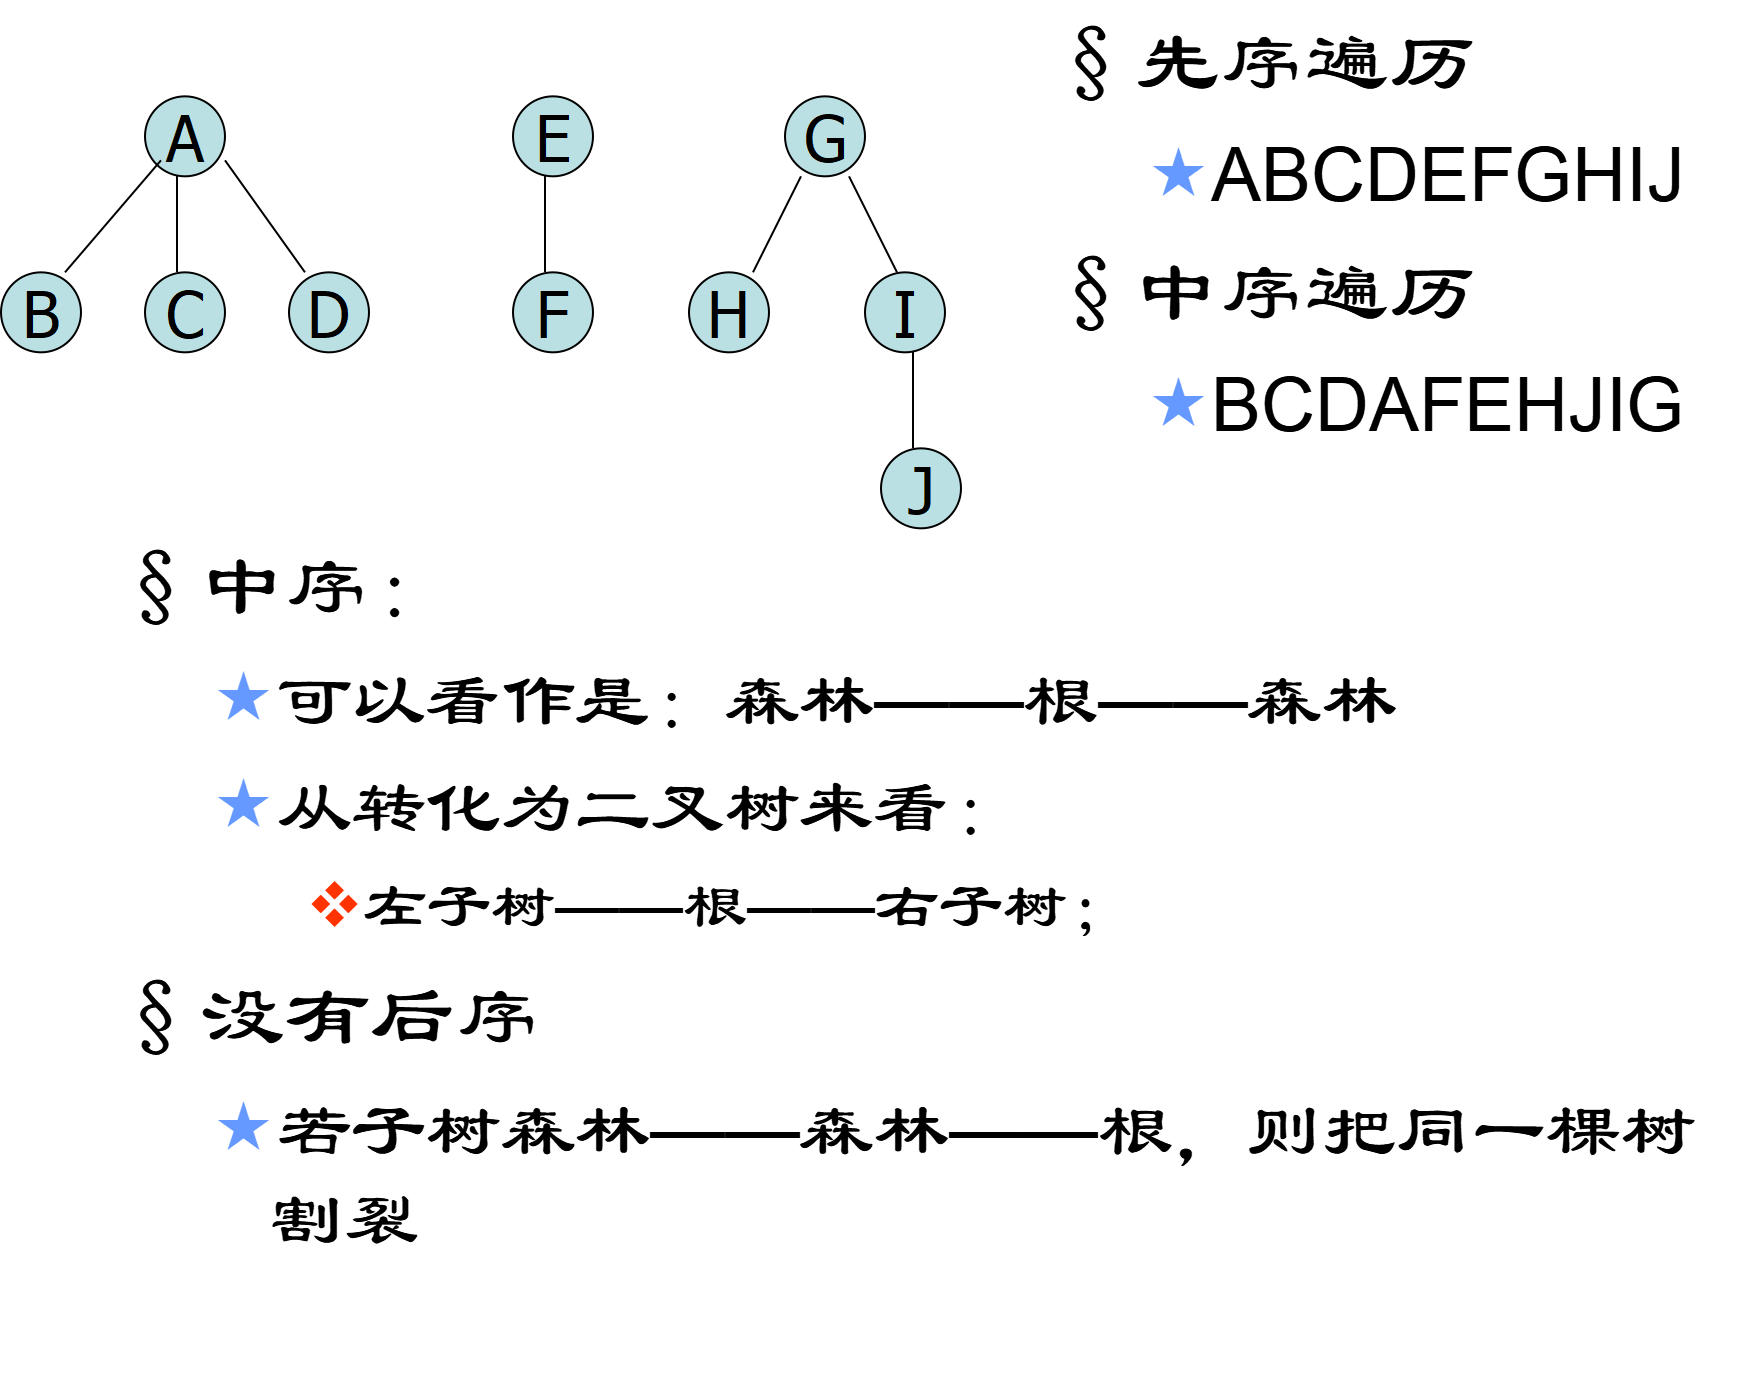 A E G
B C D F H I
J
§ 先序遍历
★ABCDEFGHIJ
§ 中序遍历
★BCDAFEHJIG
§ 中序：
★可以看作是：森林——根——森林
★从转化为二叉树来看：
❖左子树——根——右子树；
§ 没有后序
★若子树森林——森林——根，则把同一棵树
割裂